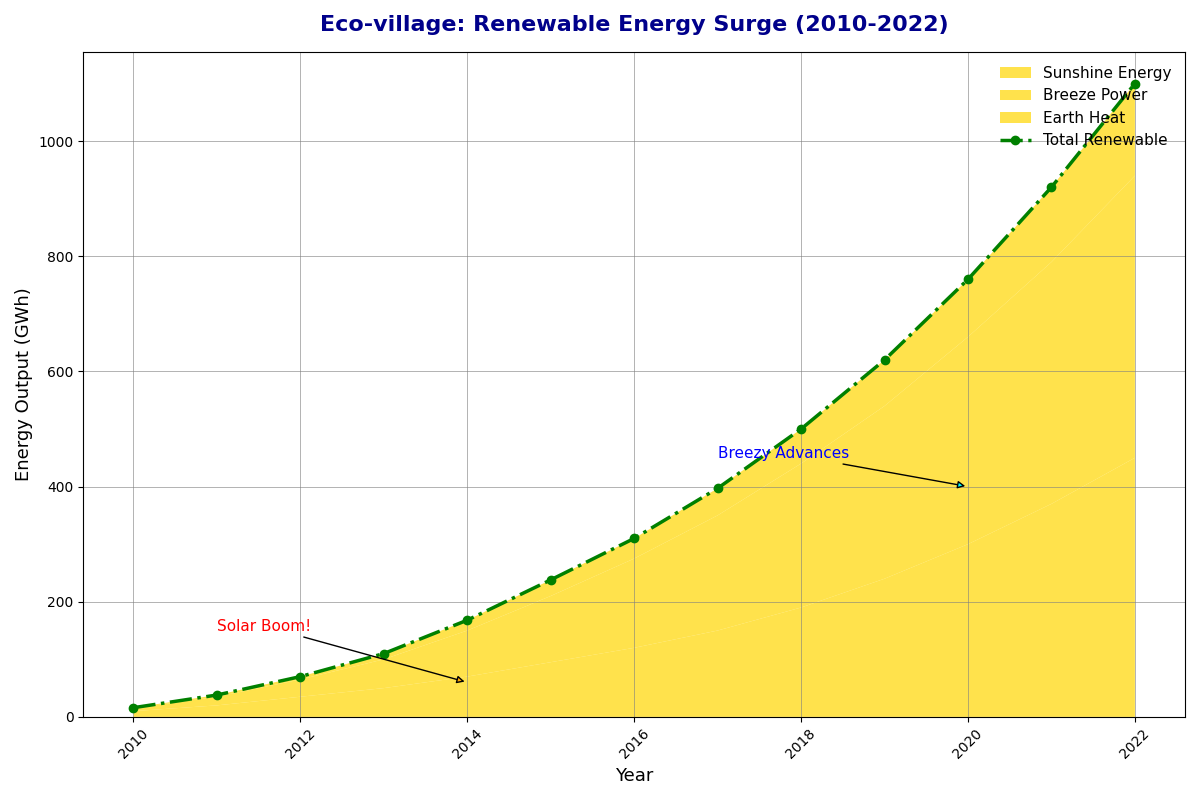 Eco-village: Renewable Energy Surge (2010-2022)
Sunshine Energy
Breeze Power
Earth Heat
Total Renewable
Energy Output (GWh)
1000
800
600
400
200
0
Breezy Advances
Solar Boom!
2010
2012
2014
2016
2018
2020
2022
Year